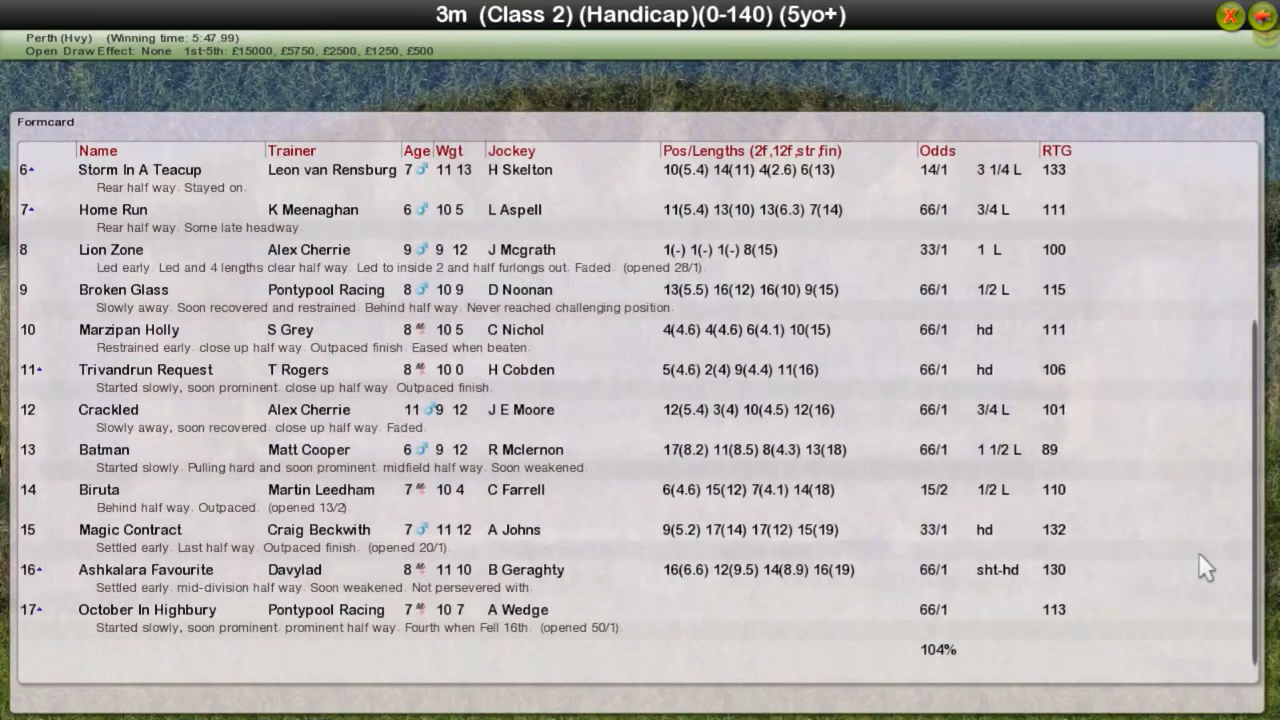 3m (Class 2) (Handicap)(0-140) (5yo+)
Perth (Hvy) (Winning time: 5:47.99)
Open Draw Effect: None 1st-5th: £15000, £5750, £2500, £1250, £500
Formcard
Name Trainer Age Wgt Jockey Pos/Lengths (2f,12f,str,fin) Odds RTG
6 Storm In A Teacup Leon van Rensburg 7 11 13 H Skelton 10(5.4) 14(11) 4(2.6) 6(13) 14/1 3 1/4 L 133
Rear half way. Stayed on.
7 Home Run K Meenaghan 6 10 5 L Aspell 11(5.4) 13(10) 13(6.3) 7(14) 66/1 3/4 L 111
Rear half way. Some late headway.
8 Lion Zone Alex Cherrie 9 9 12 J Mcgrath 1(-) 1(-) 1(-) 8(15) 33/1 1 L 100
Led early. Led and 4 lengths clear half way. Led to inside 2 and half furlongs out. Faded. (opened 28/1).
9 Broken Glass Pontypool Racing 8 10 9 D Noonan 13(5.5) 16(12) 16(10) 9(15) 66/1 1/2 L 115
Slowly away. Soon recovered and restrained. Behind half way. Never reached challenging position.
10 Marzipan Holly S Grey 8 10 5 C Nichol 4(4.6) 4(4.6) 6(4.1) 10(15) 66/1 hd 111
Restrained early. close up half way. Outpaced finish. Eased when beaten.
11 Trivandrun Request T Rogers 8 10 0 H Cobden 5(4.6) 2(4) 9(4.4) 11(16) 66/1 hd 106
Started slowly, soon prominent. close up half way. Outpaced finish.
12 Crackled Alex Cherrie 11 9 12 J E Moore 12(5.4) 3(4) 10(4.5) 12(16) 66/1 3/4 L 101
Slowly away, soon recovered. close up half way. Faded.
13 Batman Matt Cooper 6 9 12 R Mclernon 17(8.2) 11(8.5) 8(4.3) 13(18) 66/1 1 1/2 L 89
Started slowly. Pulling hard and soon prominent. midfield half way. Soon weakened.
14 Biruta Martin Leedham 7 10 4 C Farrell 6(4.6) 15(12) 7(4.1) 14(18) 15/2 1/2 L 110
Behind half way. Outpaced. (opened 13/2).
15 Magic Contract Craig Beckwith 7 11 12 A Johns 9(5.2) 17(14) 17(12) 15(19) 33/1 hd 132
Settled early. Last half way. Outpaced finish. (opened 20/1).
16 Ashkalara Favourite Davylad 8 11 10 B Geraghty 16(6.6) 12(9.5) 14(8.9) 16(19) 66/1 sht-hd 130
Settled early. mid-division half way. Soon weakened. Not persevered with.
17 October In Highbury Pontypool Racing 7 10 7 A Wedge 66/1 113
Started slowly, soon prominent. prominent half way. Fourth when Fell 16th. (opened 50/1).
104%